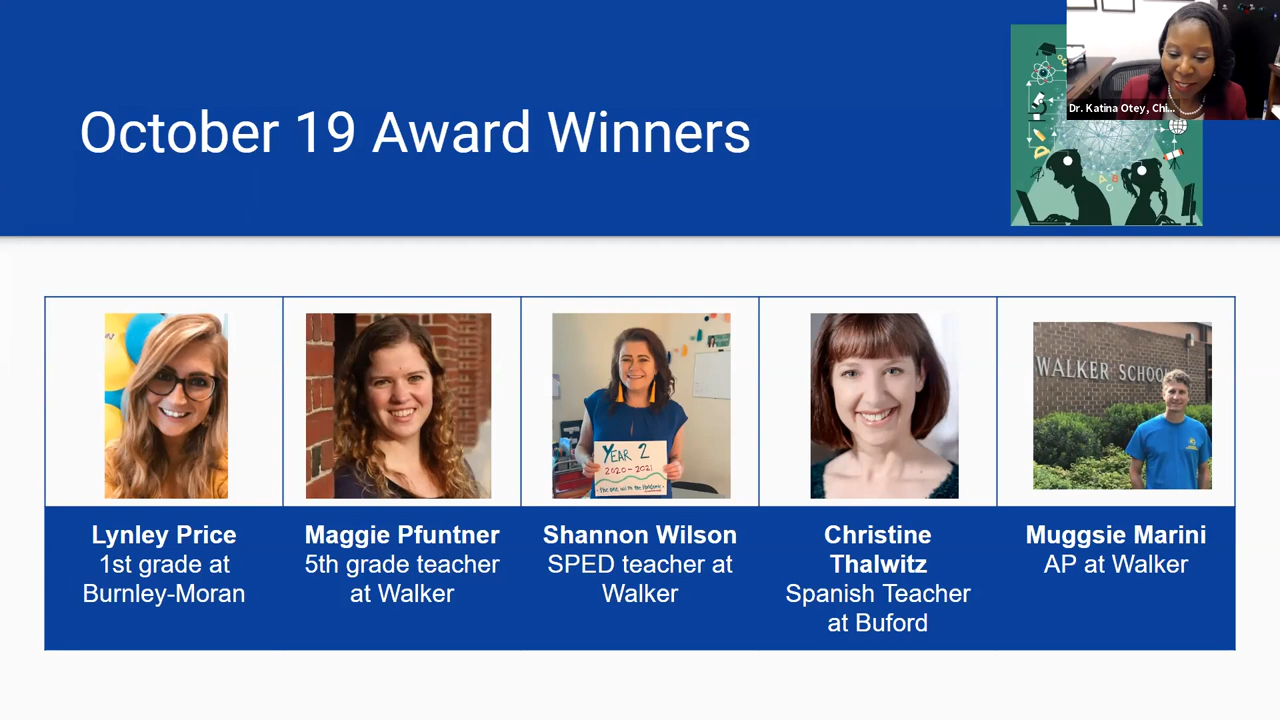 October 19 Award Winners
Dr. Katina Otey, Chi...
WALKER SCHOOL
YEAR 2
2020-2021
Lynley Price
1st grade at
Burnley-Moran
Maggie Pfuntner
5th grade teacher
at Walker
Shannon Wilson
SPED teacher at
Walker
Christine
Thalwitz
Spanish Teacher
at Buford
Muggsie Marini
AP at Walker